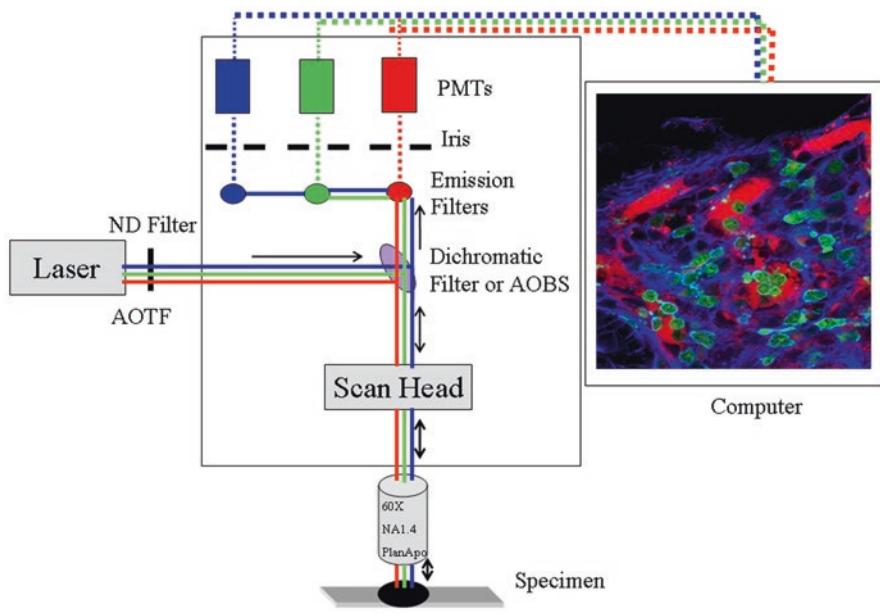 PMTs
Iris
Emission
Filters
ND Filter
Laser
Dichromatic
Filter or AOBS
AOTF
Scan Head
Computer
60X
NA1.4
PlanApo
Specimen